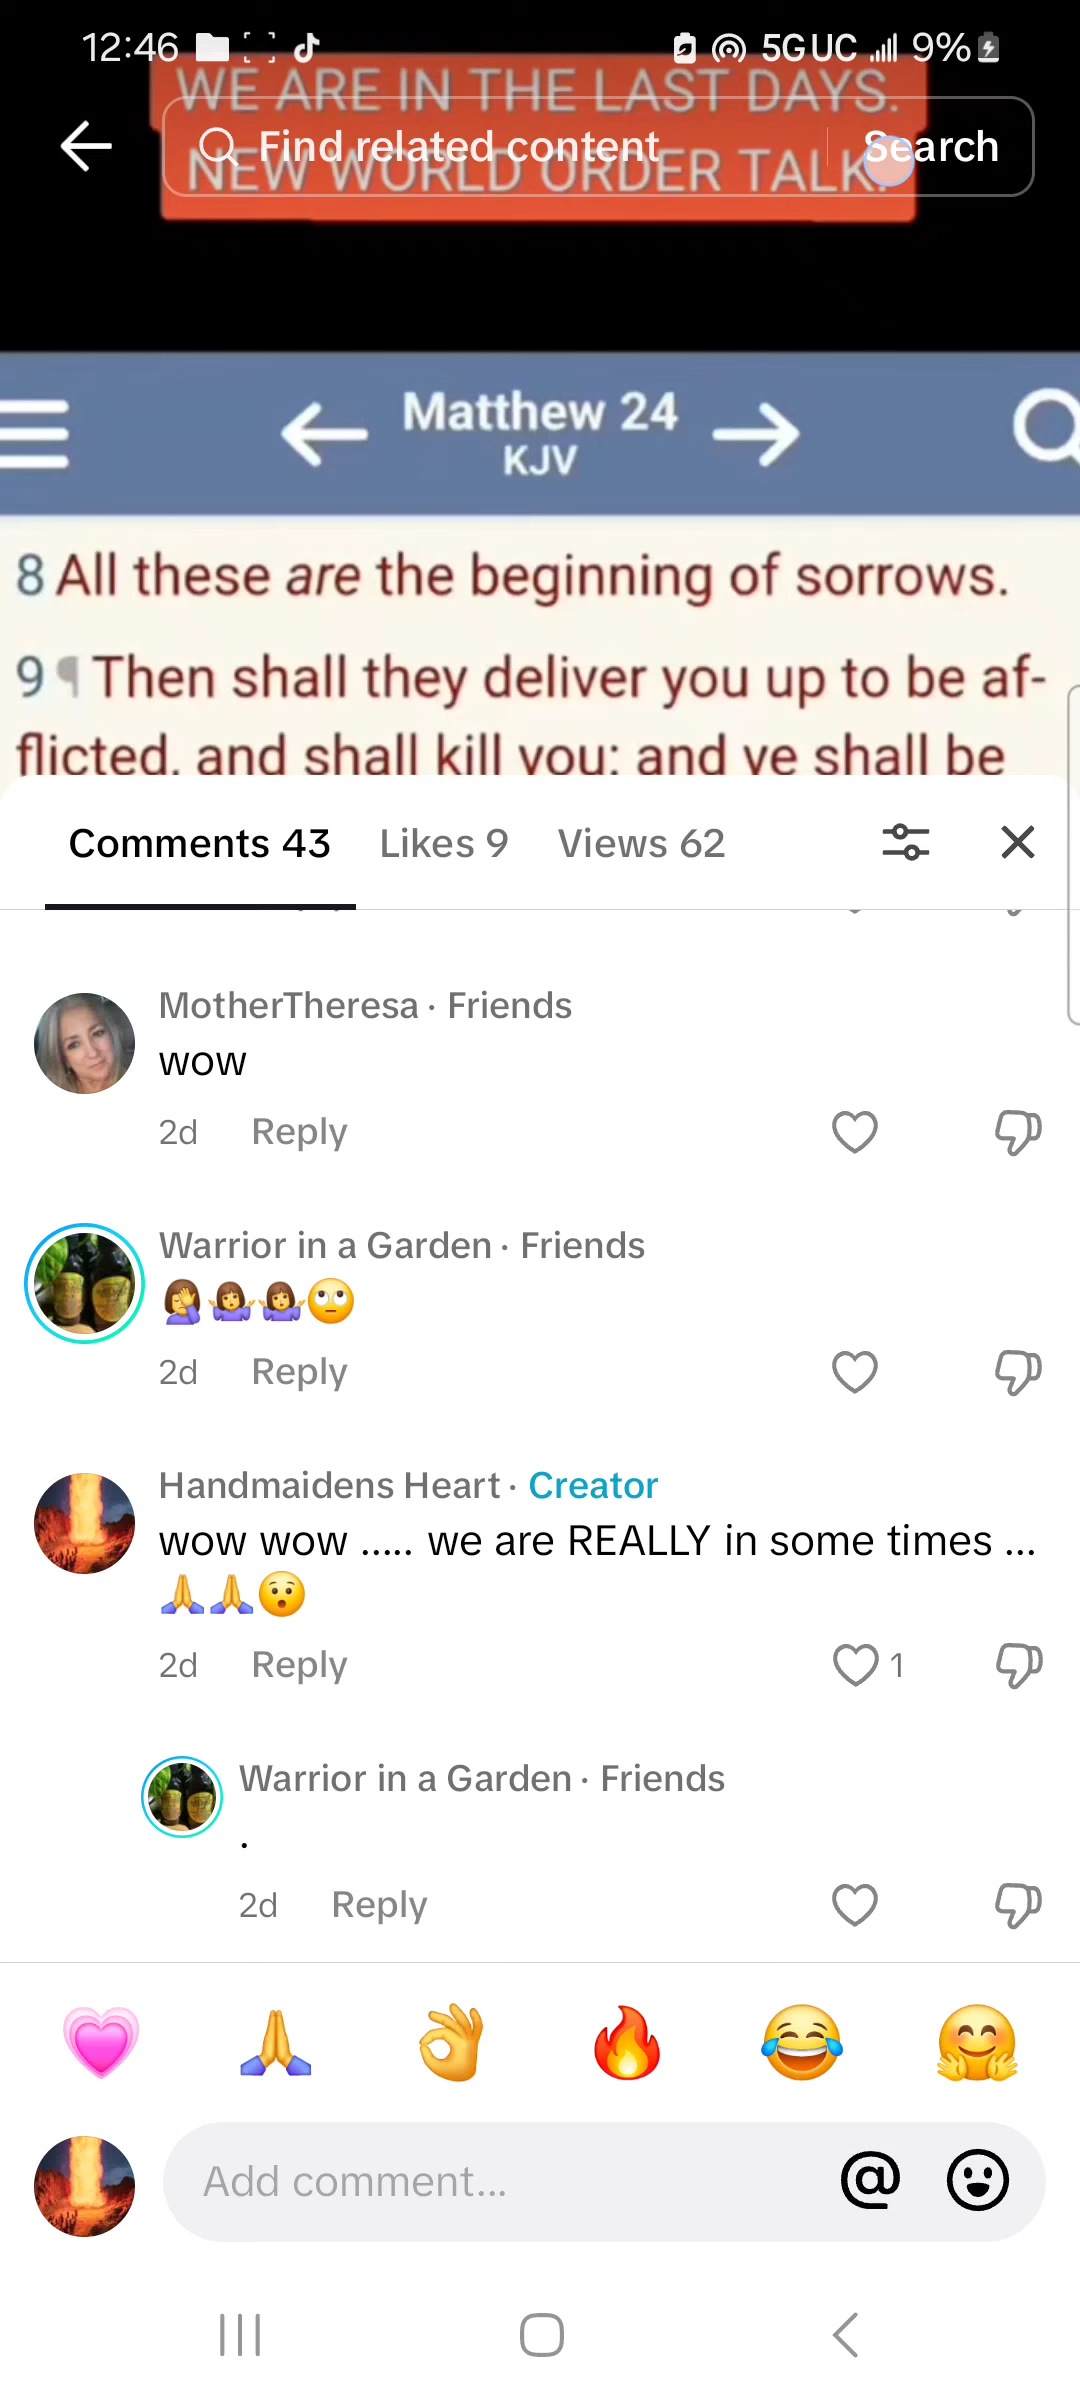 12:46
5G UC
9%
WE ARE IN THE LAST DAYS.
Find related content
Search
NEW WORLD ORDER TALK.
Matthew 24
KJV
8 All these are the beginning of sorrows.
9 ¶ Then shall they deliver you up to be af-
flicted, and shall kill you: and ye shall be
Comments 43
Likes 9
Views 62
MotherTheresa · Friends
wow
2d
Reply
Warrior in a Garden · Friends
🤦‍♀️🤷‍♀️🤷‍♀️🙄
2d
Reply
Handmaidens Heart · Creator
wow wow ..... we are REALLY in some times ...
🙏🙏😯
2d
Reply
1
Warrior in a Garden · Friends
.
2d
Reply
Add comment...